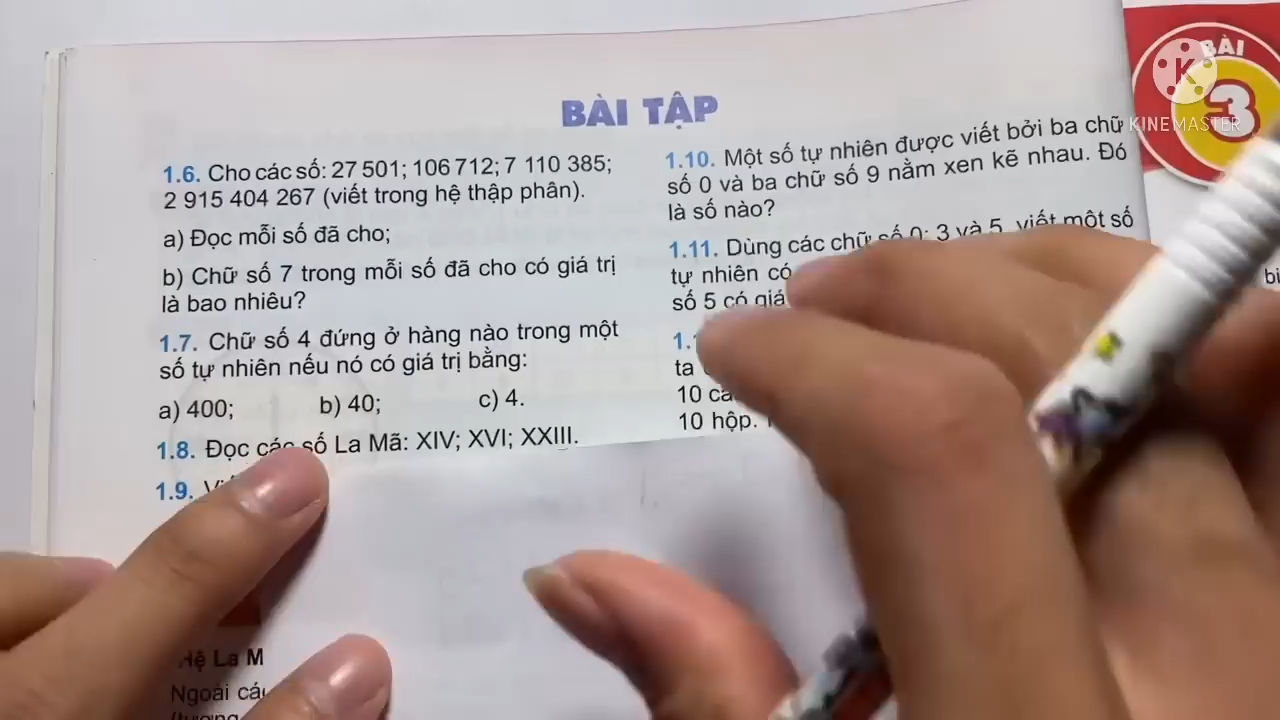 BÀI TẬP
1.6. Cho các số: 27 501; 106 712; 7 110 385;
2 915 404 267 (viết trong hệ thập phân).
a) Đọc mỗi số đã cho;
b) Chữ số 7 trong mỗi số đã cho có giá trị
là bao nhiêu?
1.7. Chữ số 4 đứng ở hàng nào trong một
số tự nhiên nếu nó có giá trị bằng:
a) 400; b) 40; c) 4.
1.8. Đọc các số La Mã: XIV; XVI; XXIII.
1.9.
1.10. Một số tự nhiên được viết bởi ba chữ
số 0 và ba chữ số 9 nằm xen kẽ nhau. Đó
là số nào?
1.11. Dùng các chữ số 0; 3 và 5, viết một số
tự nhiên có
số 5 có giá
ta
10
10 hộp.
BÀI
3
KINEMASTER
Hệ La M
Ngoài